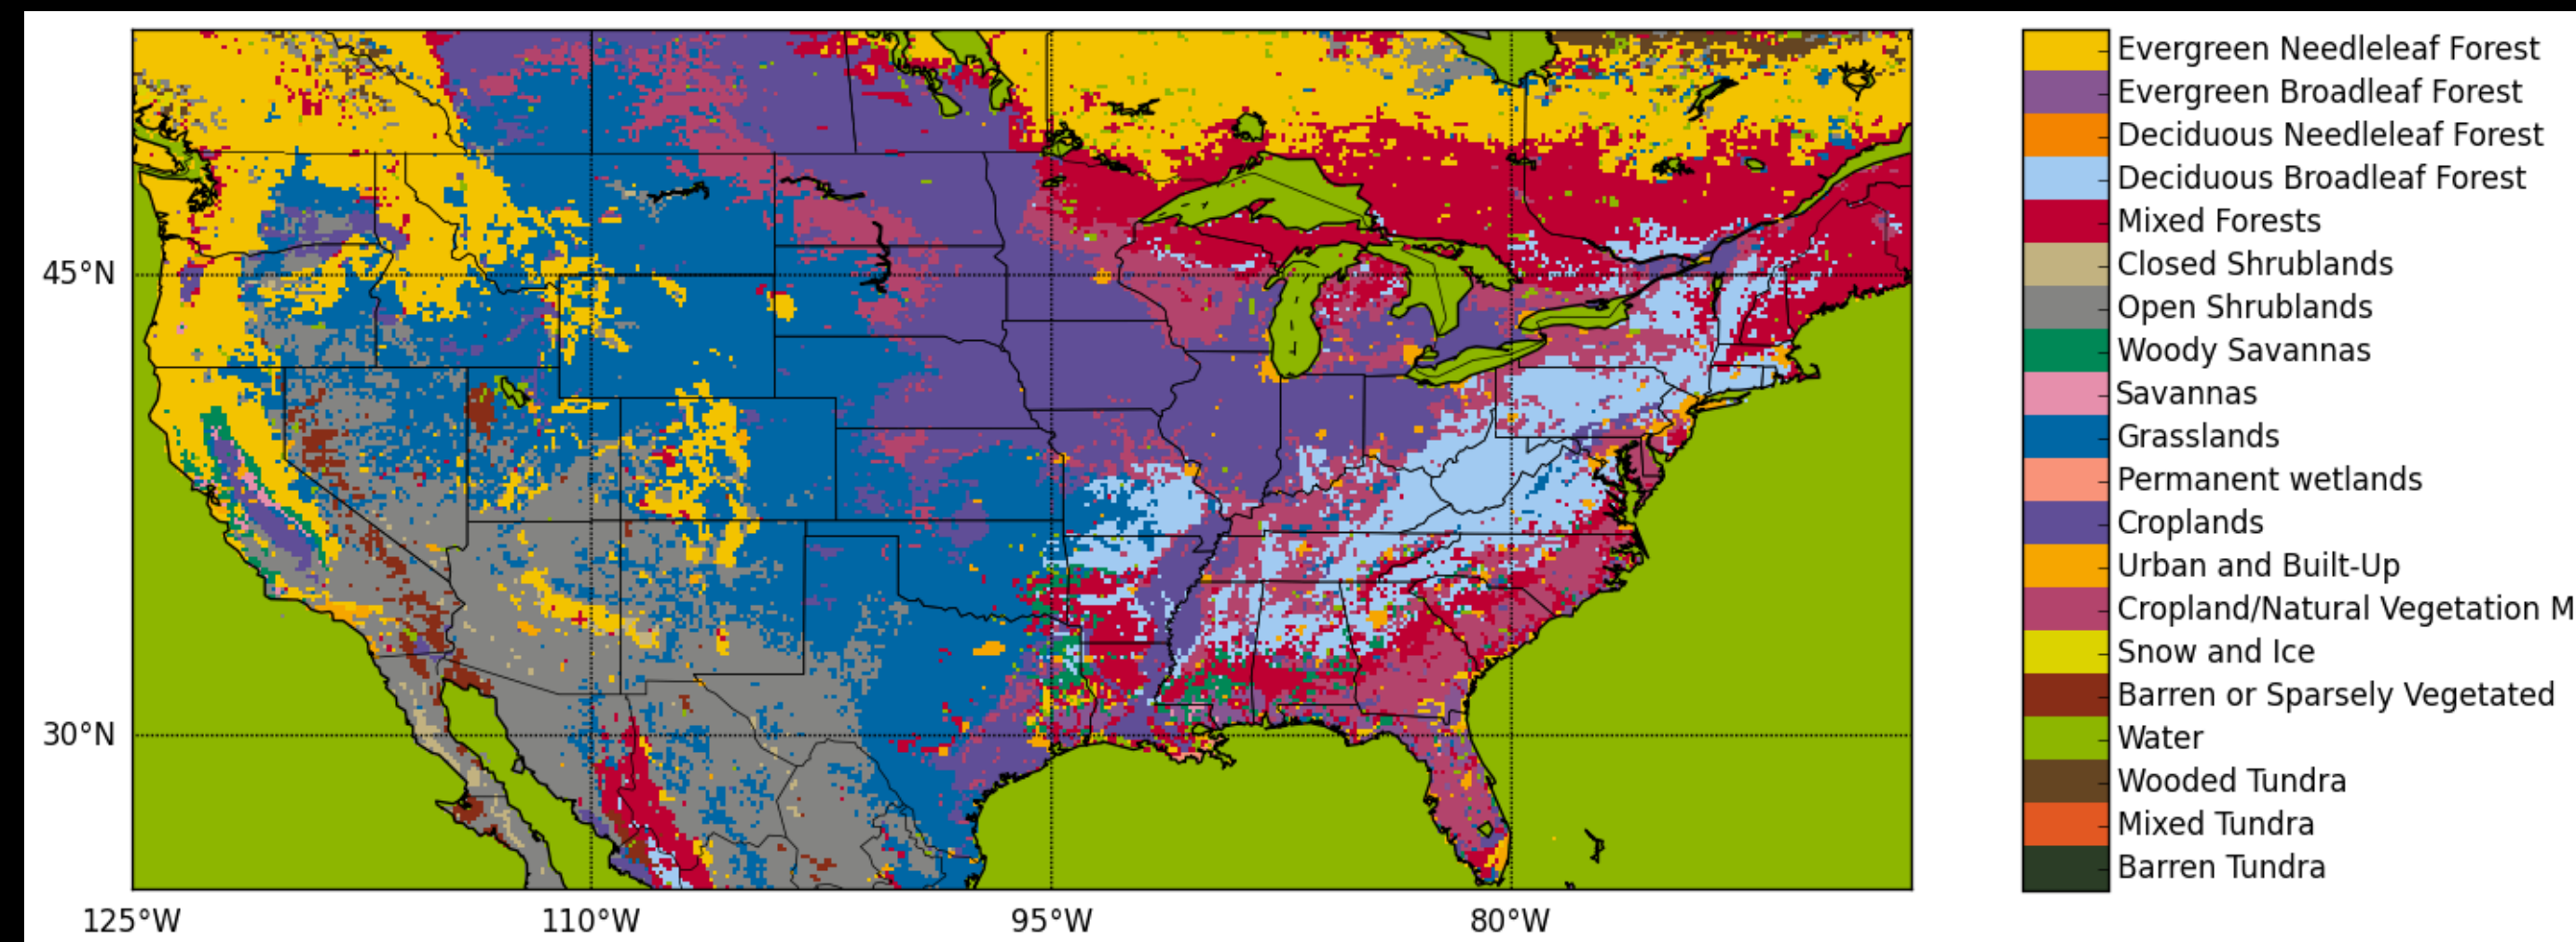 Evergreen Needleleaf Forest
Evergreen Broadleaf Forest
Deciduous Needleleaf Forest
Deciduous Broadleaf Forest
Mixed Forests
Closed Shrublands
Open Shrublands
Woody Savannas
Savannas
Grasslands
Permanent wetlands
Croplands
Urban and Built-Up
Cropland/Natural Vegetation M
Snow and Ice
Barren or Sparsely Vegetated
Water
Wooded Tundra
Mixed Tundra
Barren Tundra
45°N
30°N
125°W 110°W 95°W 80°W